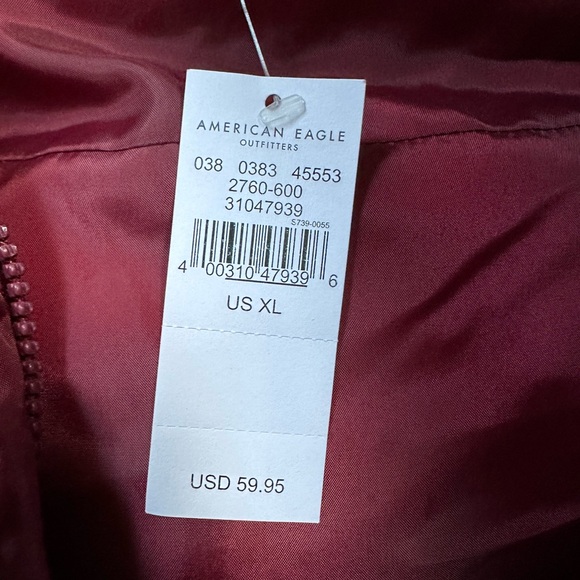 AMERICAN EAGLE
OUTFITTERS
038 0383 45553
2760-600
31047939
S739-0055
4 00310 47939 6
US XL
USD 59.95